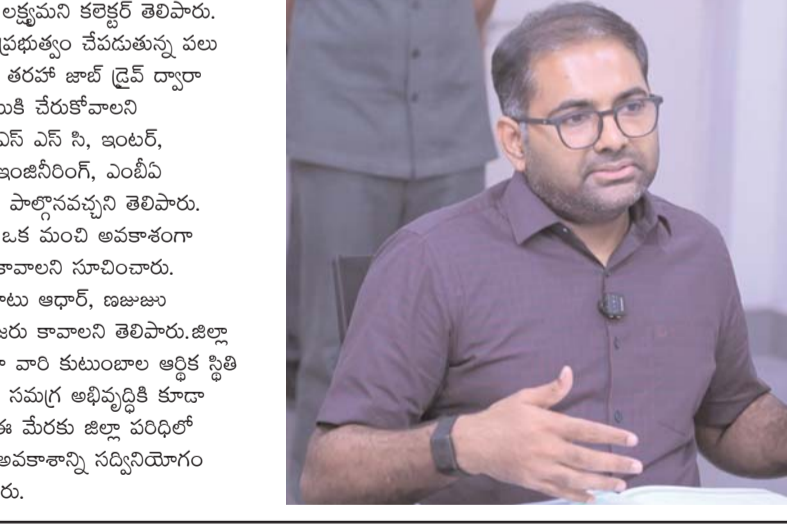 లక్ష్యమని కలెక్టర్ తెలిపారు.
ప్రభుత్వం చేపడుతున్న పలు
తరహా జాబ్ డ్రైవ్ ద్వారా
చేరుకోవాలని
ఎస్ ఎస్ సి, ఇంటర్,
ఇంజినీరింగ్, ఎంబీఏ
పాల్గొనవచ్చని తెలిపారు.
ఒక మంచి అవకాశంగా
కావాలని సూచించారు.
ఆధార్, ణజుజుu
కావాలని తెలిపారు.జిల్లా
వారి కుటుంబాల ఆర్థిక స్థితి
సమగ్ర అభివృద్ధికి కూడా
ఈ మేరకు జిల్లా పరిధిలో
అవకాశాన్ని సద్వినియోగం